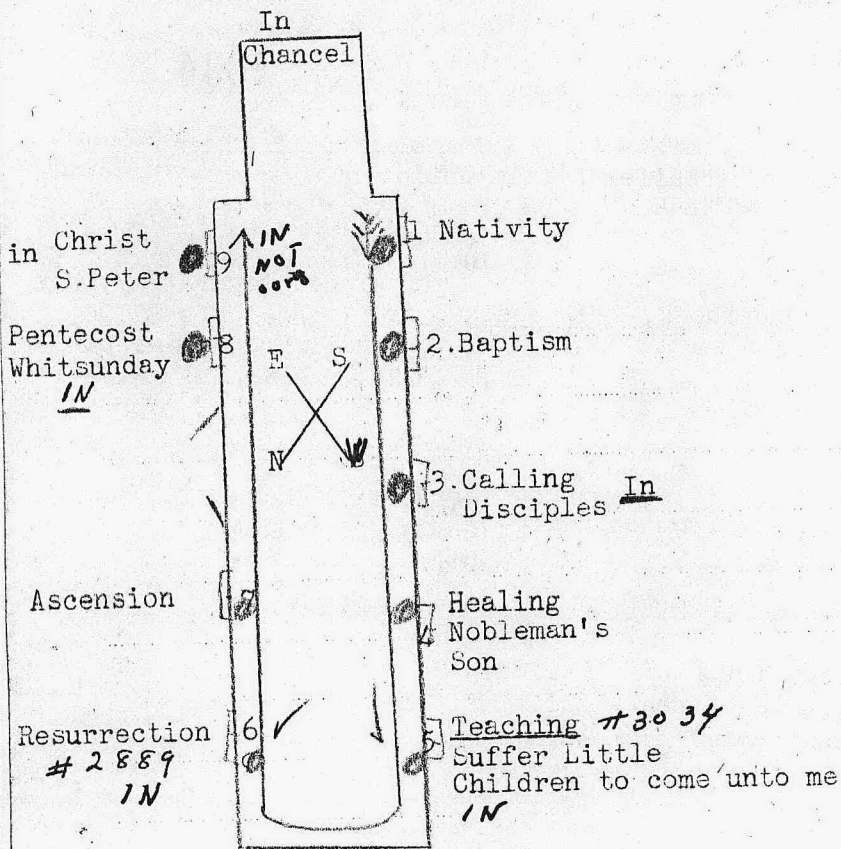 In
Chancel
in Christ
S.Peter
9
IN
NOT
ours
1 Nativity
Pentecost
Whitsunday
IN
8
2.Baptism
E S
N
3.Calling
Disciples In
Ascension
7
Healing
Nobleman's
Son
4
Resurrection
# 2889
IN
6
5
Teaching #3034
Suffer Little
Children to come unto me
IN